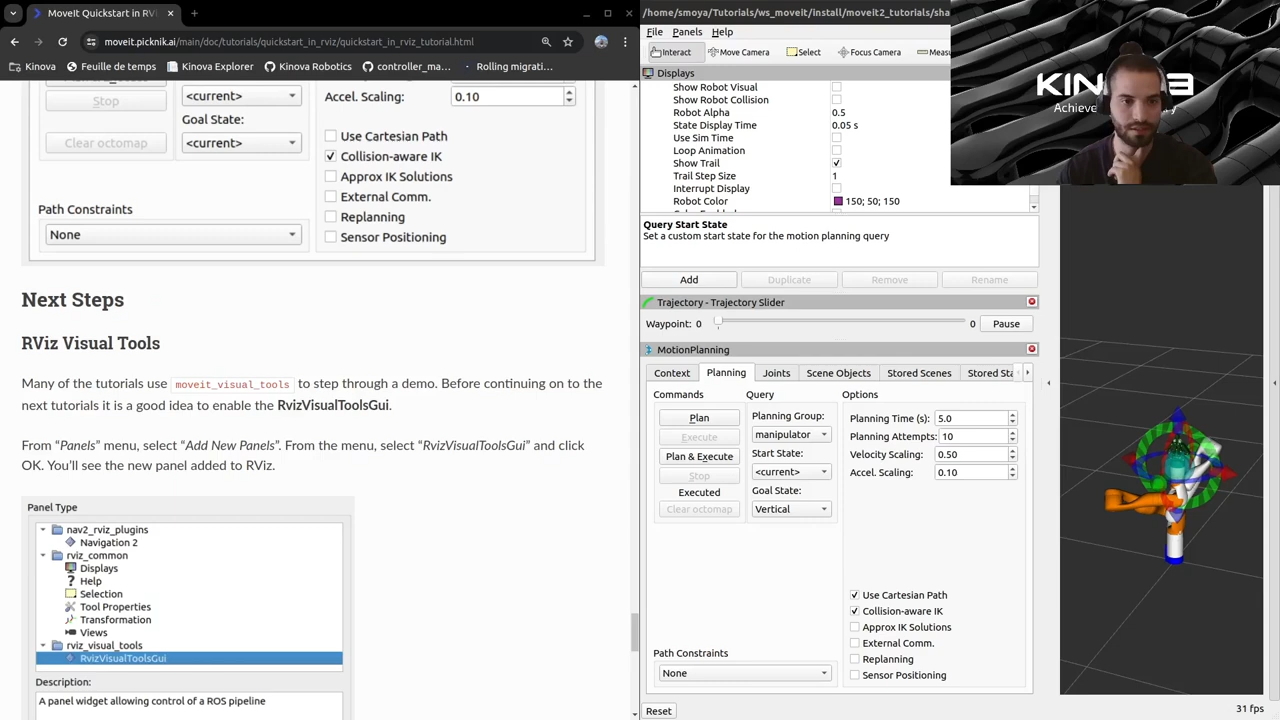 MoveIt Quickstart in RVi
moveit.picknik.ai/main/doc/tutorials/quickstart_in_rviz/quickstart_in_rviz_tutorial.html
Kinova
Feuille de temps
Kinova Explorer
Kinova Robotics
controller_ma…
Rolling migrati…
Stop
<current>
Accel. Scaling:
0.10
Goal State:
Clear octomap
<current>
Use Cartesian Path
Collision-aware IK
Approx IK Solutions
External Comm.
Path Constraints
Replanning
None
Sensor Positioning
Next Steps
RViz Visual Tools
Many of the tutorials use moveit_visual_tools to step through a demo. Before continuing on to the
next tutorials it is a good idea to enable the RvizVisualToolsGui.
From “Panels” menu, select “Add New Panels”. From the menu, select “RvizVisualToolsGui” and click
OK. You’ll see the new panel added to RViz.
Panel Type
nav2_rviz_plugins
Navigation 2
rviz_common
Displays
Help
Selection
Tool Properties
Transformation
Views
rviz_visual_tools
RvizVisualToolsGui
Description:
A panel widget allowing control of a ROS pipeline
/home/smoya/Tutorials/ws_moveit/install/moveit2_tutorials/sha
File
Panels
Help
Interact
Move Camera
Select
Focus Camera
Displays
Show Robot Visual
Show Robot Collision
Robot Alpha
0.5
State Display Time
0.05 s
Use Sim Time
Loop Animation
Show Trail
Trail Step Size
1
Interrupt Display
Robot Color
150; 50; 150
Query Start State
Set a custom start state for the motion planning query
Add
Duplicate
Remove
Rename
Trajectory - Trajectory Slider
Waypoint: 0
0
Pause
MotionPlanning
Context
Planning
Joints
Scene Objects
Stored Scenes
Stored Sta
Commands
Query
Options
Plan
Planning Group:
Planning Time (s):
5.0
Execute
manipulator
Planning Attempts:
10
Plan & Execute
Start State:
Velocity Scaling:
0.50
Stop
<current>
Accel. Scaling:
0.10
Executed
Goal State:
Clear octomap
Vertical
Use Cartesian Path
Collision-aware IK
Approx IK Solutions
External Comm.
Path Constraints
Replanning
None
Sensor Positioning
Reset
31 fps